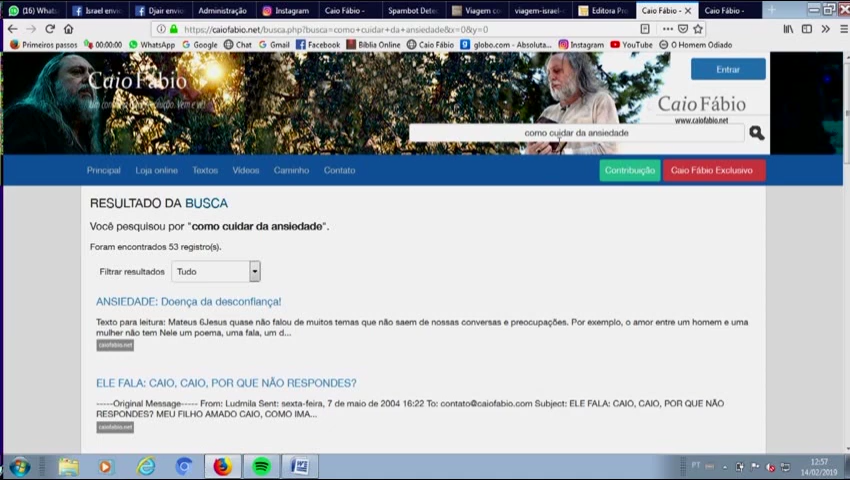 (16) Whats
Israel envic
Djair envio
Administração
Instagram
Caio Fábio -
Spambot Dete
Viagem co
viagem-israel-c
Editora Pro
Caio Fábio -
Caio Fábio -
https://caiofabio.net/busca.php?busca=como+cuidar+da+ansiedade&x=0&y=0
Primeiros passos
WhatsApp
Google
Chat
Gmail
Facebook
Bíblia Online
Caio Fábio
globo.com - Absoluta...
Instagram
YouTube
O Homem Odiado
Caio Fábio
Entrar
Caio Fábio
www.caiofabio.net
como cuidar da ansiedade
Principal Loja online Textos Vídeos Caminho Contato Contribuição Caio Fábio Exclusivo
RESULTADO DA BUSCA
Você pesquisou por "como cuidar da ansiedade".
Foram encontrados 53 registro(s).
Filtrar resultados Tudo
ANSIEDADE: Doença da desconfiança!
Texto para leitura: Mateus 6Jesus quase não falou de muitos temas que não saem de nossas conversas e preocupações. Por exemplo, o amor entre um homem e uma
mulher não tem Nele um poema, uma fala, um d...
caiofabio.net
ELE FALA: CAIO, CAIO, POR QUE NÃO RESPONDES?
-----Original Message----- From: Ludmila Sent: sexta-feira, 7 de maio de 2004 16:22 To: contato@caiofabio.com Subject: ELE FALA: CAIO, CAIO, POR QUE NÃO
RESPONDES? MEU FILHO AMADO CAIO, COMO IMA...
caiofabio.net
PT
12:57
14/02/2019